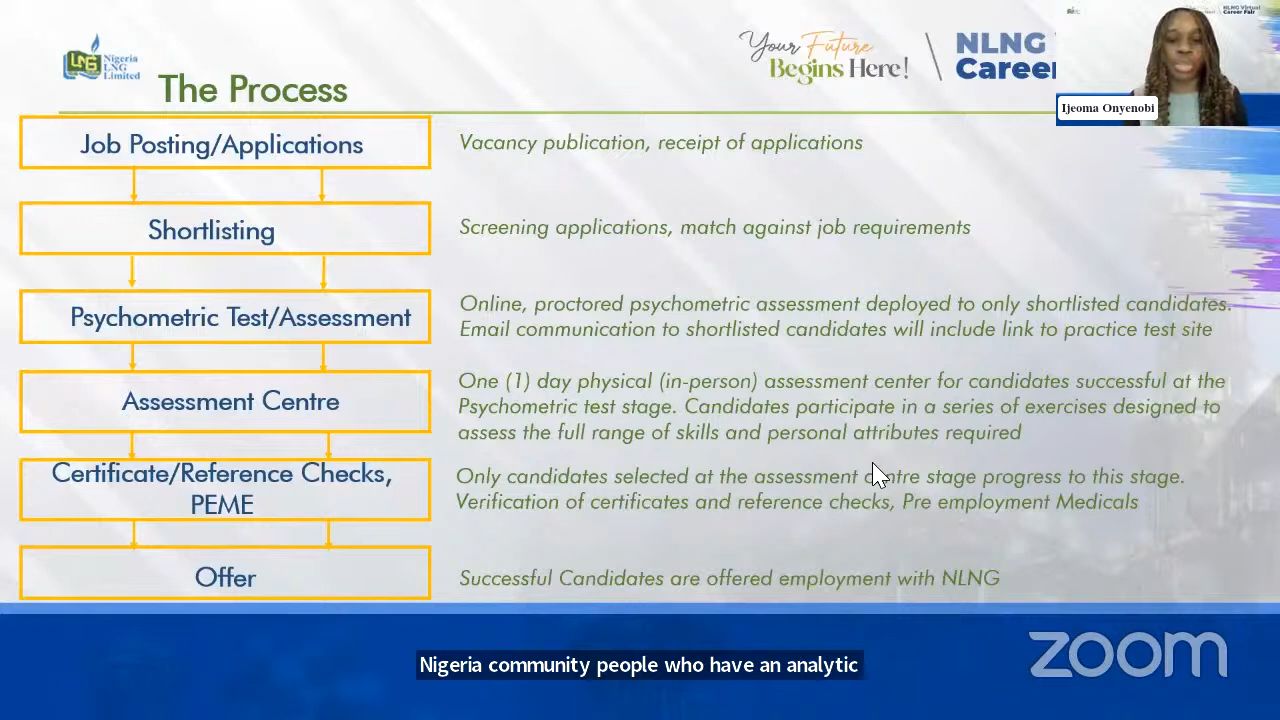 LNG
Nigeria
LNG
Limited
The Process
Your Future
Begins Here!
NLNG
Career
NLNG Virtual
Career Fair
Ijeoma Onyenobi
Job Posting/Applications
Vacancy publication, receipt of applications
Shortlisting
Screening applications, match against job requirements
Psychometric Test/Assessment
Online, proctored psychometric assessment deployed to only shortlisted candidates.
Email communication to shortlisted candidates will include link to practice test site
Assessment Centre
One (1) day physical (in-person) assessment center for candidates successful at the
Psychometric test stage. Candidates participate in a series of exercises designed to
assess the full range of skills and personal attributes required
Certificate/Reference Checks,
PEME
Only candidates selected at the assessment centre stage progress to this stage.
Verification of certificates and reference checks, Pre employment Medicals
Offer
Successful Candidates are offered employment with NLNG
Nigeria community people who have an analytic
zoom